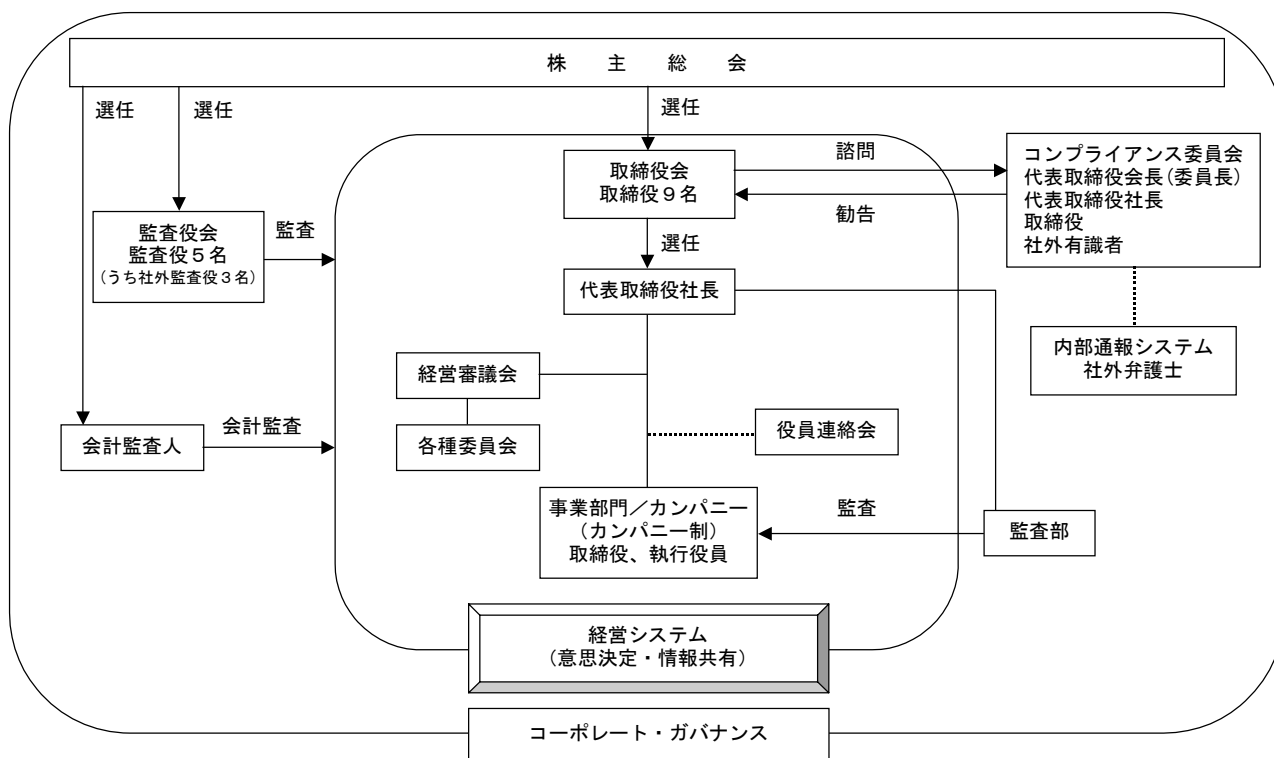 株主総会
選任
選任
選任
取締役会
取締役９名
諮問
勧告
コンプライアンス委員会
代表取締役会長（委員長）
代表取締役社長
取締役
社外有識者
監査役会
監査役５名
（うち社外監査役３名）
監査
選任
代表取締役社長
内部通報システム
社外弁護士
経営審議会
各種委員会
役員連絡会
会計監査人
会計監査
事業部門／カンパニー
（カンパニー制）
取締役、執行役員
監査
監査部
経営システム
（意思決定・情報共有）
コーポレート・ガバナンス